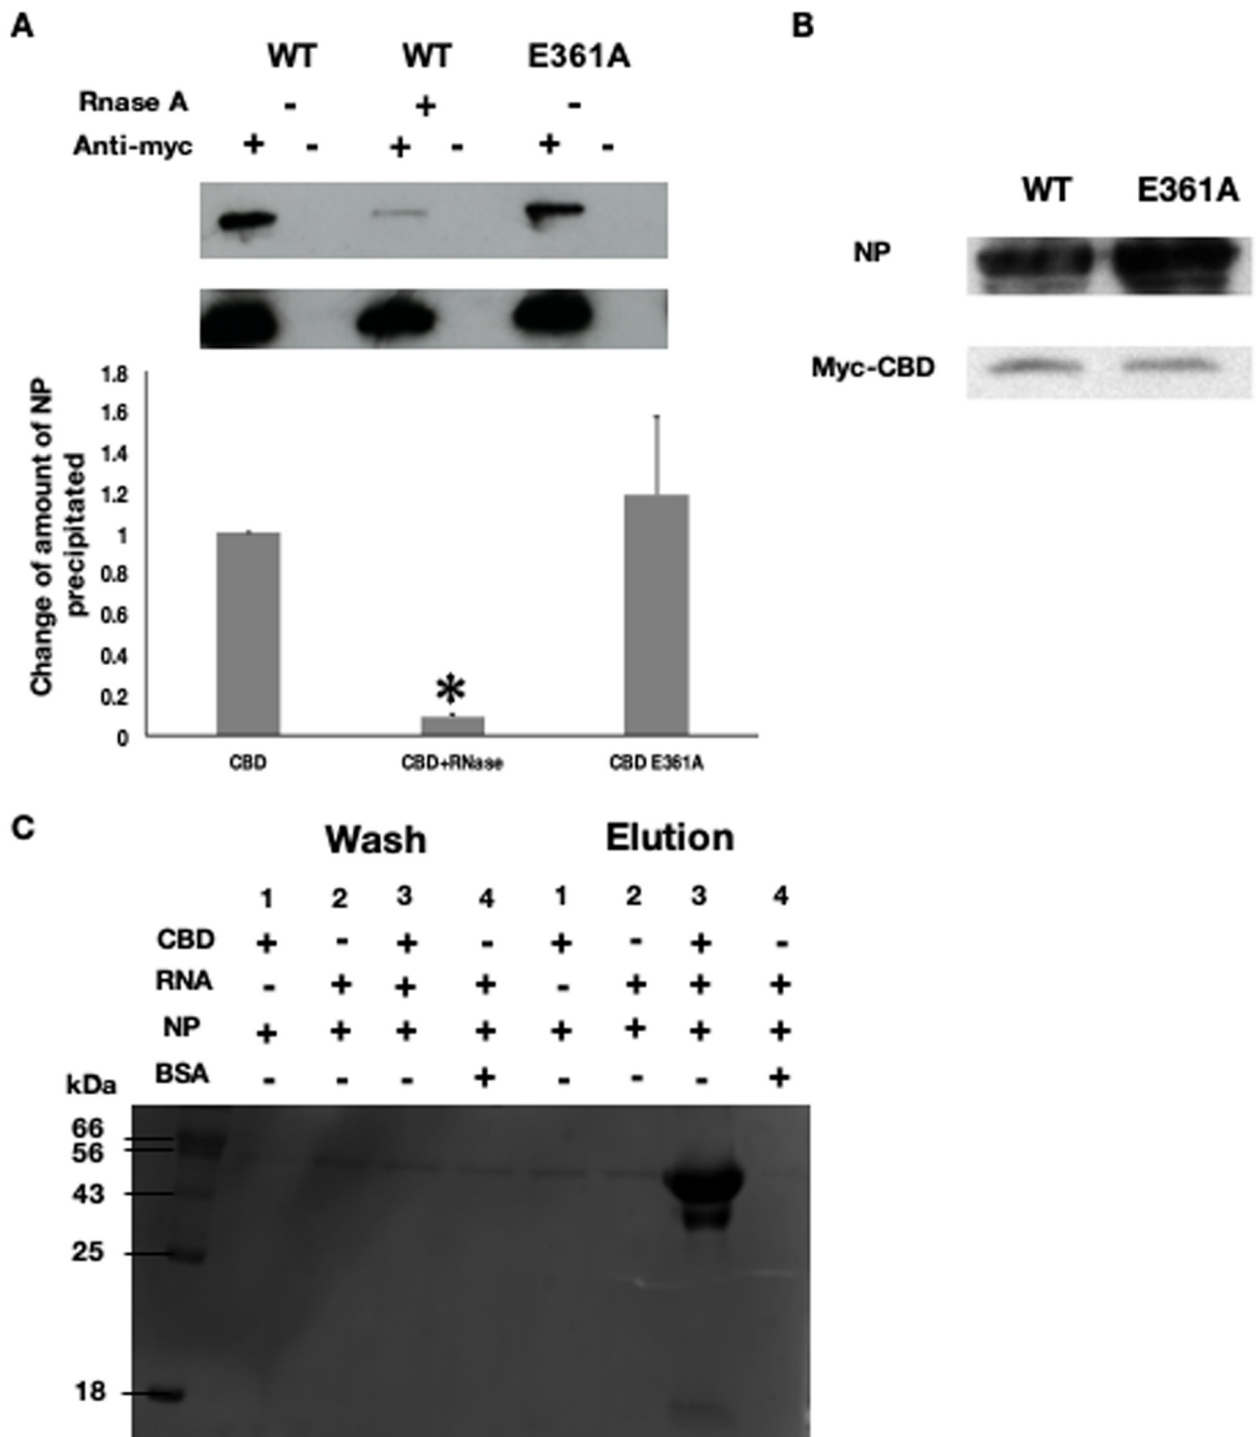 A
WT WT E361A
Rnase A - + -
Anti-myc + - + - + -
1.8
1.6
1.4
1.2
1
0.8
0.6
0.4
0.2
0
Change of amount of NP
precipitated
*
CBD CBD+RNase CBD E361A
B
WT E361A
NP
Myc-CBD
C
Wash Elution
1 2 3 4 1 2 3 4
CBD + - + - + - + -
RNA - + + + - + + +
NP + + + + + + + +
BSA - - - + - - - +
kDa
66
56
43
25
18